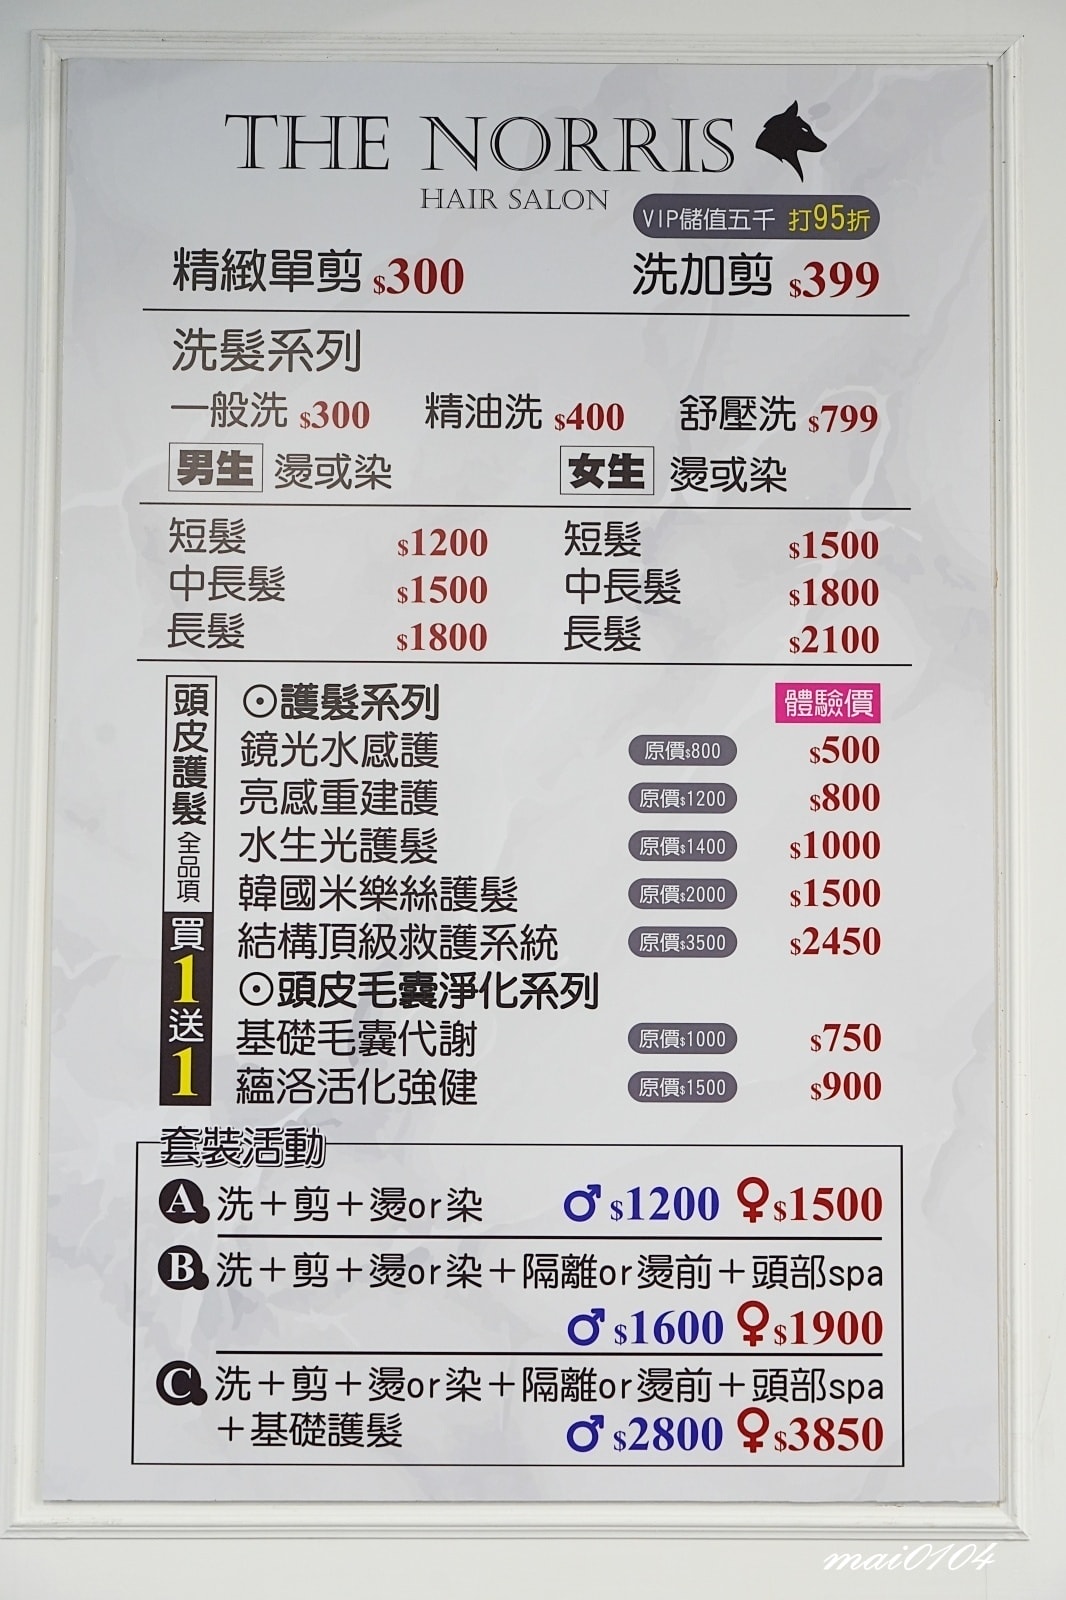 THE NORRIS
HAIR SALON
VIP儲值五千 打95折
精緻單剪 $300 洗加剪 $399
洗髮系列
一般洗 $300 精油洗 $400 舒壓洗 $799
男生 燙或染 女生 燙或染
短髮 $1200 短髮 $1500
中長髮 $1500 中長髮 $1800
長髮 $1800 長髮 $2100
頭皮護髮全品項買1送1
⊙護髮系列 體驗價
鏡光水感護 原價$800 $500
亮感重建護 原價$1200 $800
水生光護髮 原價$1400 $1000
韓國米樂絲護髮 原價$2000 $1500
結構頂級救護系統 原價$3500 $2450
⊙頭皮毛囊淨化系列
基礎毛囊代謝 原價$1000 $750
蘊洛活化強健 原價$1500 $900
套裝活動
A 洗+剪+燙or染 ♂$1200 ♀$1500
B 洗+剪+燙or染+隔離or燙前+頭部spa
♂$1600 ♀$1900
C 洗+剪+燙or染+隔離or燙前+頭部spa
+基礎護髮 ♂$2800 ♀$3850
mai0104